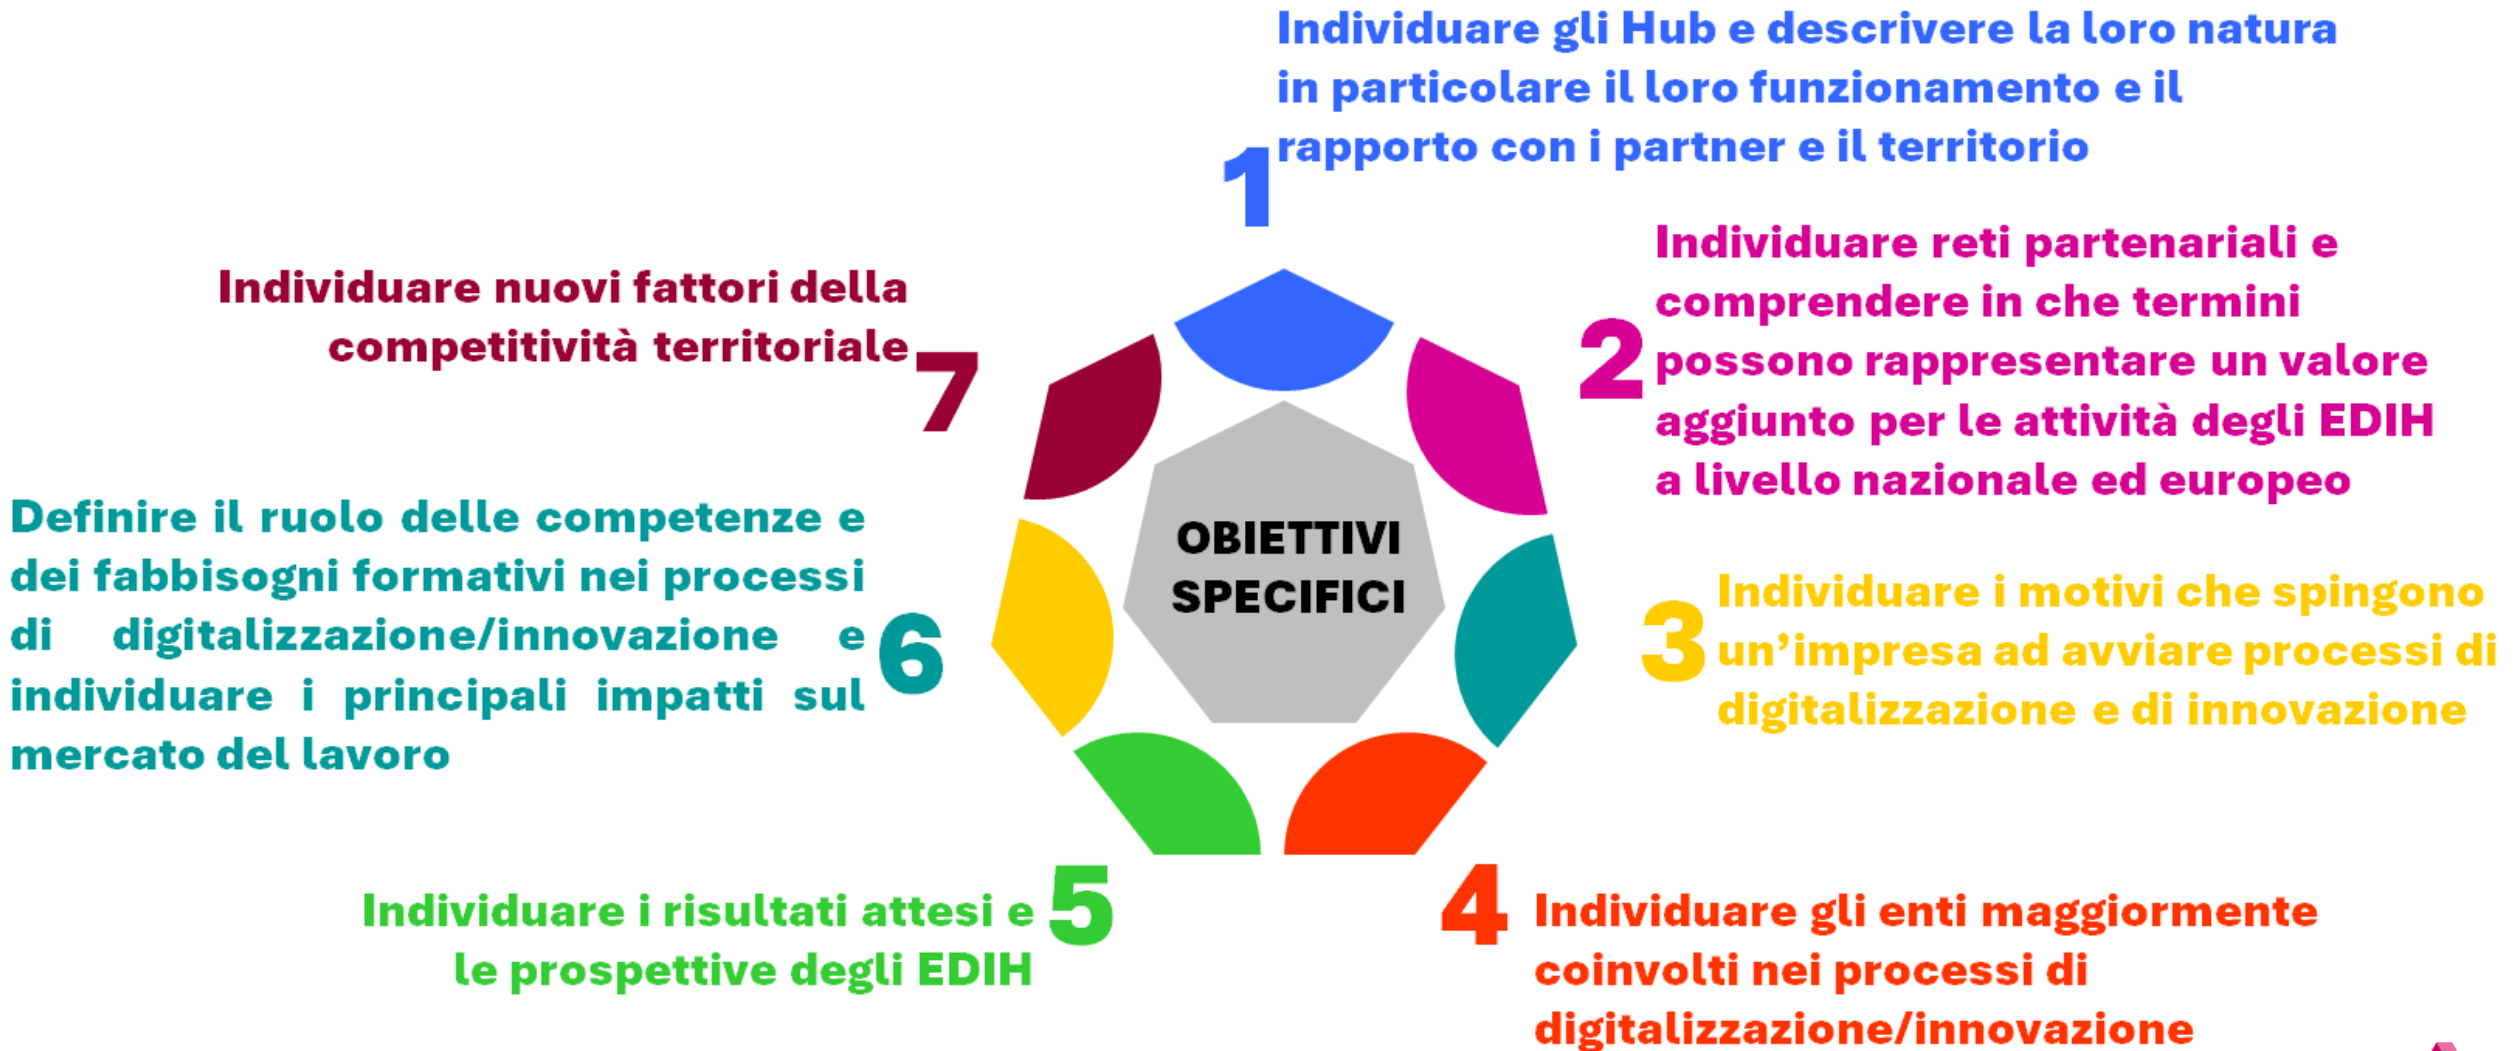 Individuare gli Hub e descrivere la loro natura
in particolare il loro funzionamento e il
rapporto con i partner e il territorio
1
Individuare reti partenariali e
comprendere in che termini
possono rappresentare un valore
aggiunto per le attività degli EDIH
a livello nazionale ed europeo
2
Individuare i motivi che spingono
un'impresa ad avviare processi di
digitalizzazione e di innovazione
3
4
Individuare gli enti maggiormente
coinvolti nei processi di
digitalizzazione/innovazione
5
Individuare i risultati attesi e
le prospettive degli EDIH
6
Definire il ruolo delle competenze e
dei fabbisogni formativi nei processi
di digitalizzazione/innovazione e
individuare i principali impatti sul
mercato del lavoro
7
Individuare nuovi fattori della
competitività territoriale
OBIETTIVI
SPECIFICI